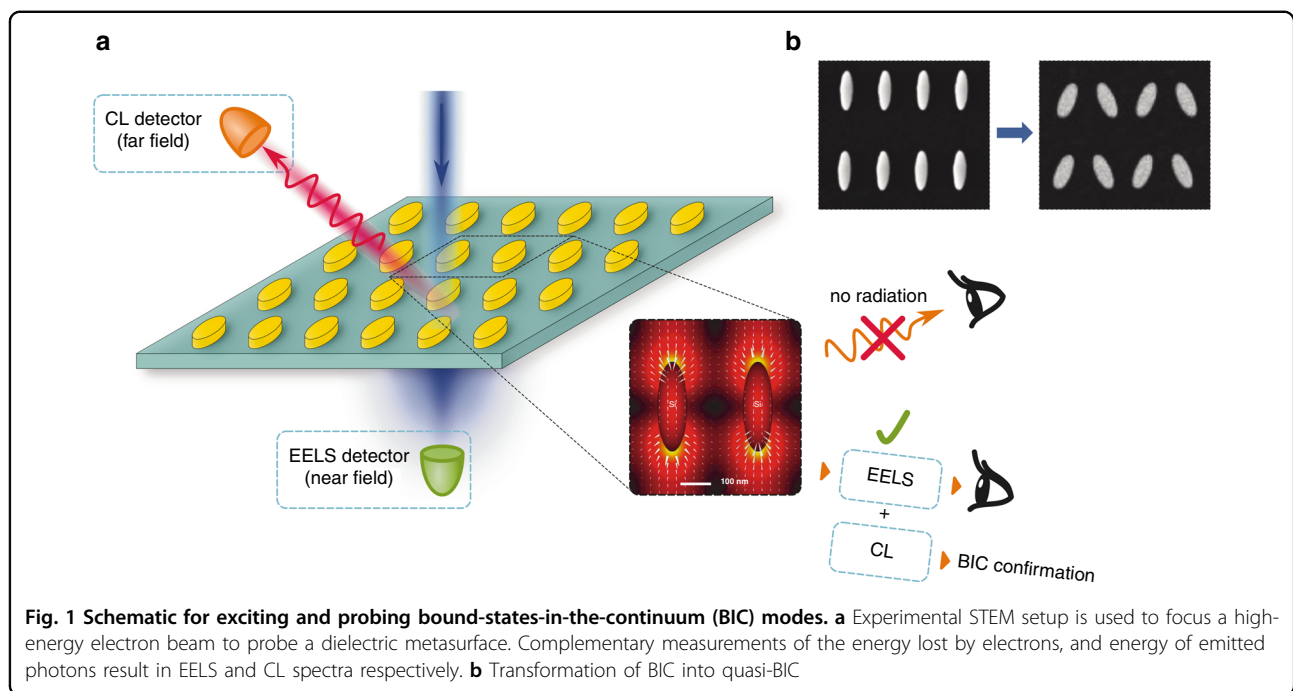 a
b
CL detector
(far field)
no radiation
Si
Si
100 nm
EELS detector
(near field)
EELS
+
CL
BIC confirmation
Fig. 1 Schematic for exciting and probing bound-states-in-the-continuum (BIC) modes. a Experimental STEM setup is used to focus a high-
energy electron beam to probe a dielectric metasurface. Complementary measurements of the energy lost by electrons, and energy of emitted
photons result in EELS and CL spectra respectively. b Transformation of BIC into quasi-BIC